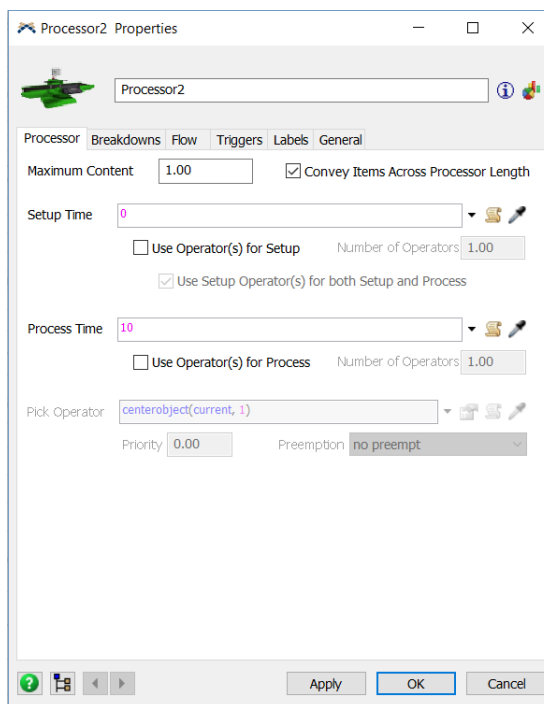 Processor2 Properties
Processor2
Processor Breakdowns Flow Triggers Labels General
Maximum Content 1.00 Convey Items Across Processor Length
Setup Time 0
Use Operator(s) for Setup Number of Operators 1.00
Use Setup Operator(s) for both Setup and Process
Process Time 10
Use Operator(s) for Process Number of Operators 1.00
Pick Operator centerobject(current, 1)
Priority 0.00 Preemption no preempt
Apply OK Cancel